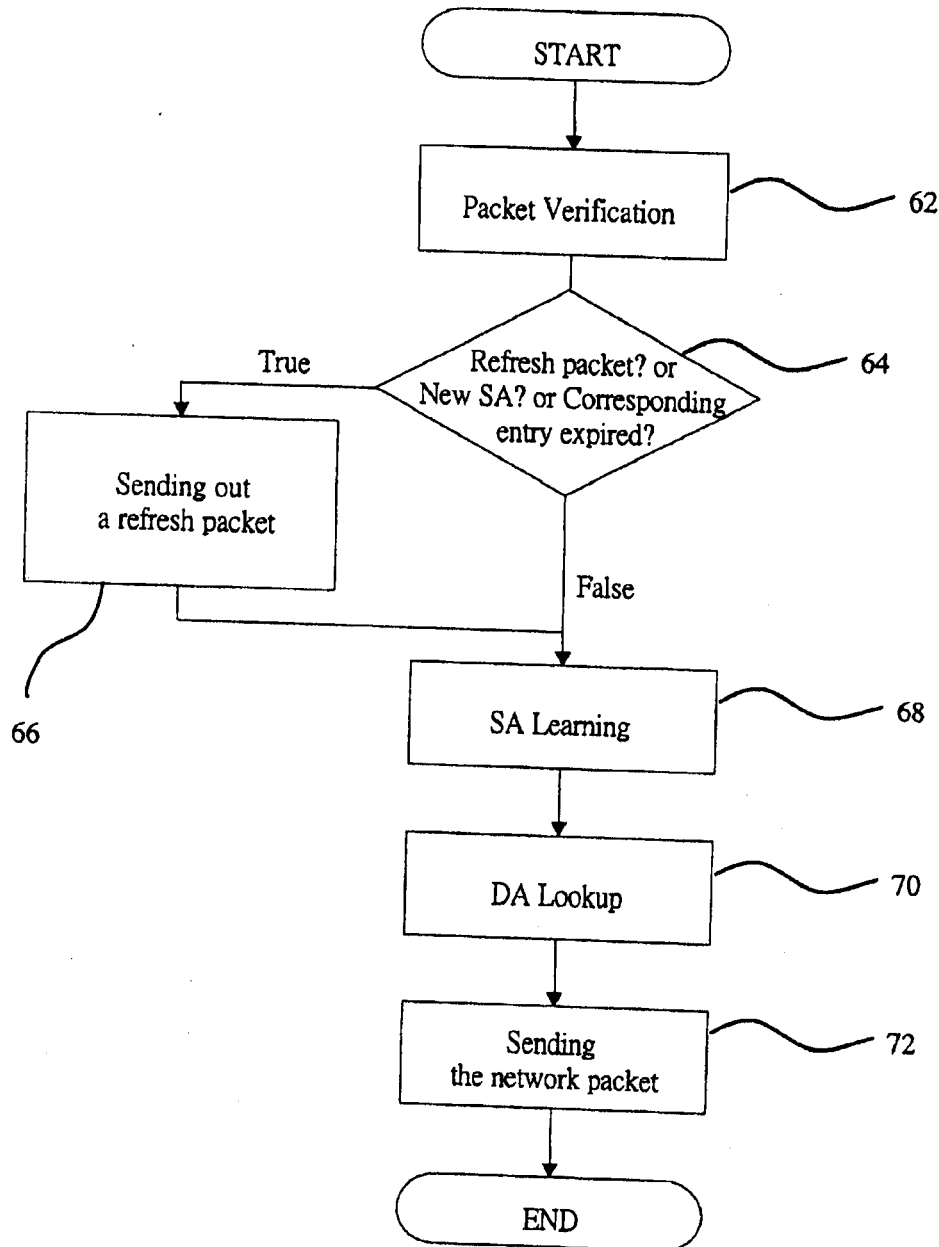 START
Packet Verification
62
Refresh packet? or
New SA? or Corresponding
entry expired?
64
True
Sending out
a refresh packet
False
66
SA Learning
68
DA Lookup
70
Sending
the network packet
72
END